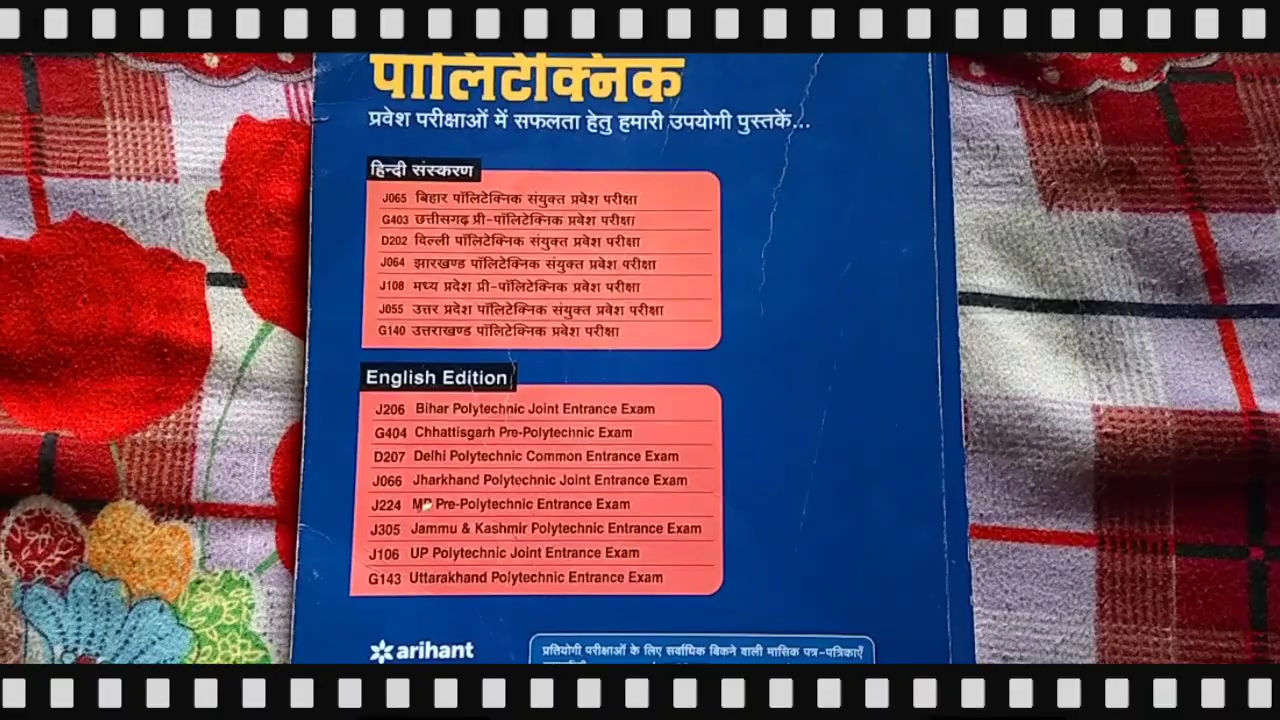 पॉलिटेक्निक
प्रवेश परीक्षाओं में सफलता हेतु हमारी उपयोगी पुस्तकें...
हिन्दी संस्करण
J065 बिहार पॉलिटेक्निक संयुक्त प्रवेश परीक्षा
G403 छत्तीसगढ़ प्री-पॉलिटेक्निक प्रवेश परीक्षा
D202 दिल्ली पॉलिटेक्निक संयुक्त प्रवेश परीक्षा
J064 झारखण्ड पॉलिटेक्निक संयुक्त प्रवेश परीक्षा
J108 मध्य प्रदेश प्री-पॉलिटेक्निक प्रवेश परीक्षा
J055 उत्तर प्रदेश पॉलिटेक्निक संयुक्त प्रवेश परीक्षा
G140 उत्तराखण्ड पॉलिटेक्निक प्रवेश परीक्षा
English Edition
J206 Bihar Polytechnic Joint Entrance Exam
G404 Chhattisgarh Pre-Polytechnic Exam
D207 Delhi Polytechnic Common Entrance Exam
J066 Jharkhand Polytechnic Joint Entrance Exam
J224 MP Pre-Polytechnic Entrance Exam
J305 Jammu & Kashmir Polytechnic Entrance Exam
J106 UP Polytechnic Joint Entrance Exam
G143 Uttarakhand Polytechnic Entrance Exam
arihant
प्रतियोगी परीक्षाओं के लिए सर्वाधिक बिकने वाली मासिक पत्र-पत्रिकाएँ